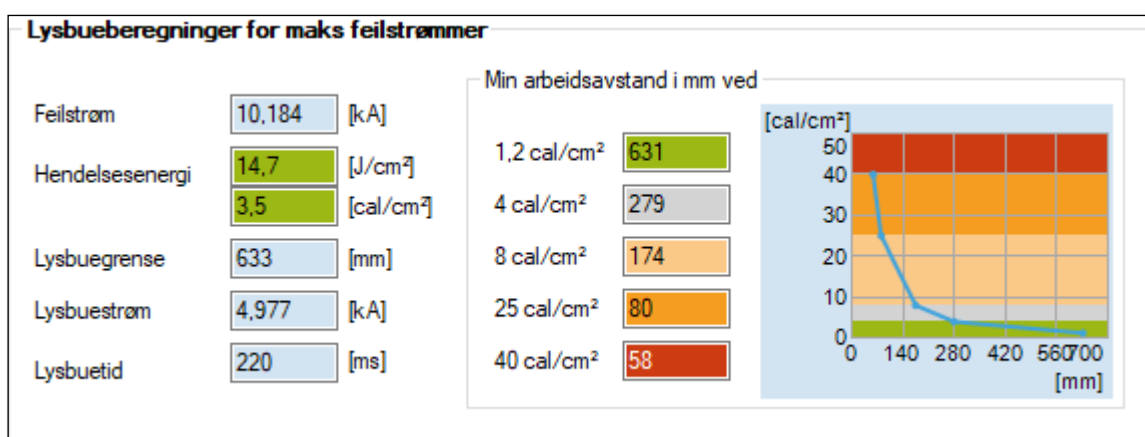 Lysbueberegninger for maks feilstrømmer
Feilstrøm 10,184 [kA]
Hendelsesenergi 14,7 [J/cm²]
3,5 [cal/cm²]
Lysbuegrense 633 [mm]
Lysbuestrøm 4,977 [kA]
Lysbuetid 220 [ms]
Min arbeidsavstand i mm ved
1,2 cal/cm² 631
4 cal/cm² 279
8 cal/cm² 174
25 cal/cm² 80
40 cal/cm² 58
[cal/cm²]
50
40
30
20
10
0
0 140 280 420 560 700
[mm]